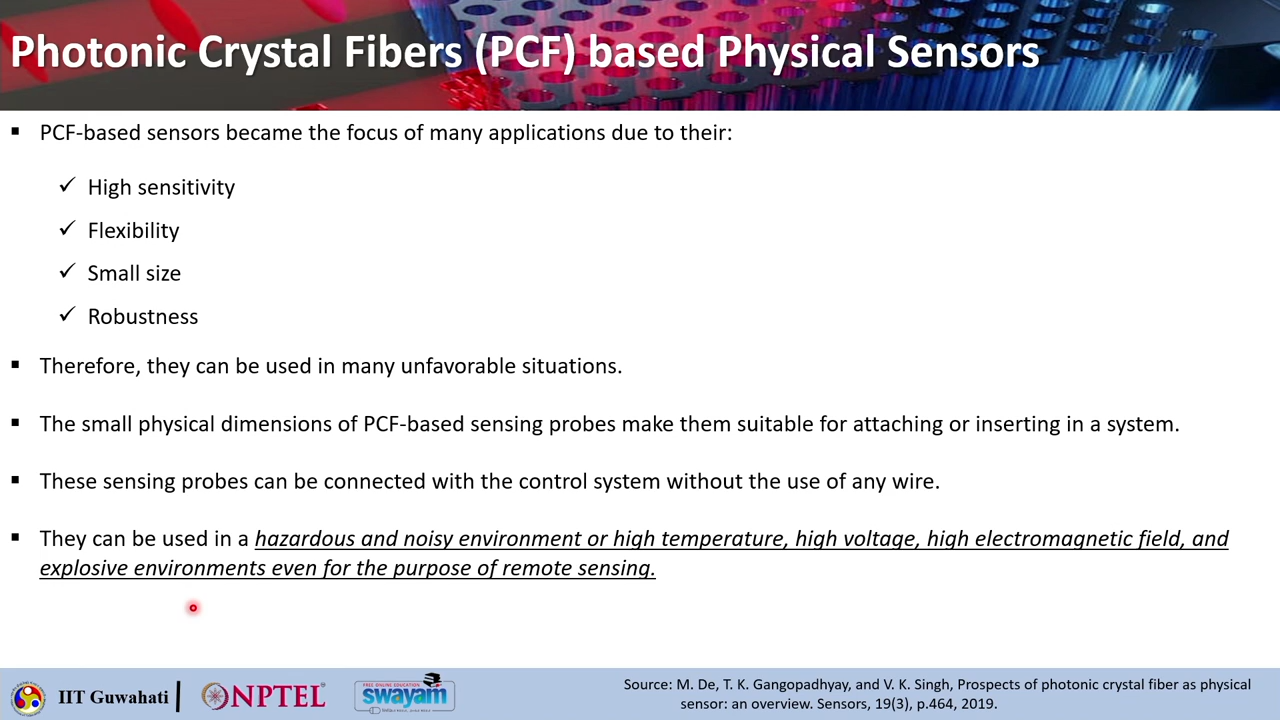 Photonic Crystal Fibers (PCF) based Physical Sensors
▪ PCF-based sensors became the focus of many applications due to their:
✓ High sensitivity
✓ Flexibility
✓ Small size
✓ Robustness
▪ Therefore, they can be used in many unfavorable situations.
▪ The small physical dimensions of PCF-based sensing probes make them suitable for attaching or inserting in a system.
▪ These sensing probes can be connected with the control system without the use of any wire.
▪ They can be used in a hazardous and noisy environment or high temperature, high voltage, high electromagnetic field, and
explosive environments even for the purpose of remote sensing.
IIT Guwahati
NPTEL
FREE ONLINE EDUCATION
swayam
Source: M. De, T. K. Gangopadhyay, and V. K. Singh, Prospects of photonic crystal fiber as physical
sensor: an overview. Sensors, 19(3), p.464, 2019.